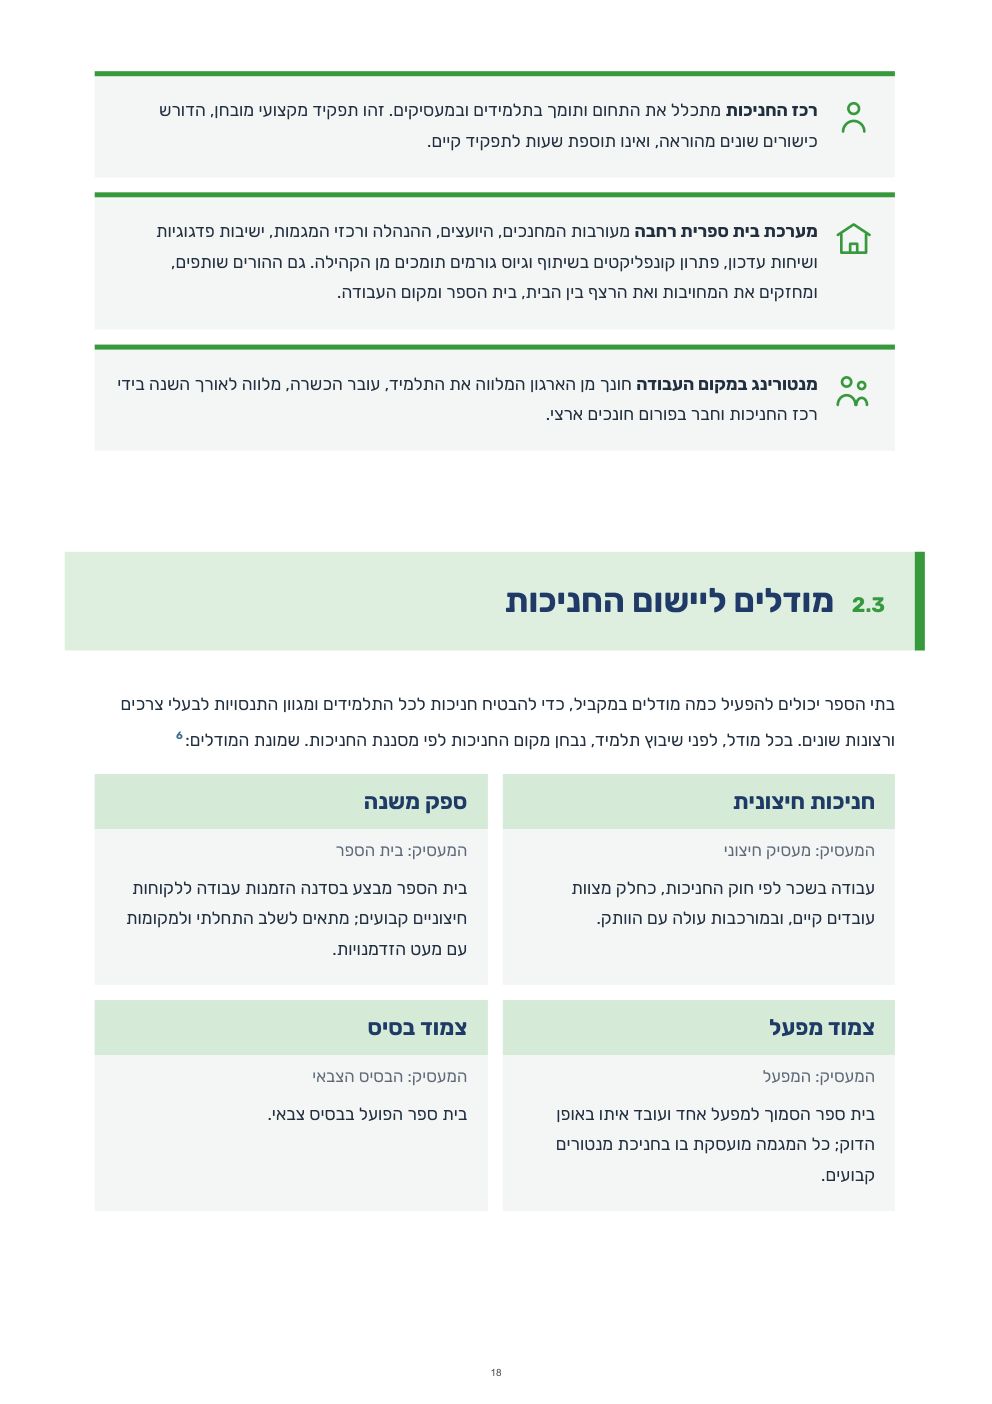 רכז החניכות מתכלל את התחום ותומך בתלמידים ובמעסיקים. זהו תפקיד מקצועי מובחן, הדורש
כישורים שונים מהוראה, ואינו תוספת שעות לתפקיד קיים.
מערכת בית ספרית רחבה מעורבות המחנכים, היועצים, ההנהלה ורכזי המגמות, ישיבות פדגוגיות
ושיחות עדכון, פתרון קונפליקטים בשיתוף וגיוס גורמים תומכים מן הקהילה. גם ההורים שותפים,
ומחזקים את המחויבות ואת הרצף בין הבית, בית הספר ומקום העבודה.
מנטורינג במקום העבודה חונך מן הארגון המלווה את התלמיד, עובר הכשרה, מלווה לאורך השנה בידי
רכז החניכות וחבר בפורום חונכים ארצי.
2.3 מודלים ליישום החניכות
בתי הספר יכולים להפעיל כמה מודלים במקביל, כדי להבטיח חניכות לכל התלמידים ומגוון התנסויות לבעלי צרכים
ורצונות שונים. בכל מודל, לפני שיבוץ תלמיד, נבחן מקום החניכות לפי מסננת החניכות. שמונת המודלים:6
חניכות חיצונית
המעסיק: מעסיק חיצוני
עבודה בשכר לפי חוק החניכות, כחלק מצוות
עובדים קיים, ובמורכבות עולה עם הוותק.
ספק משנה
המעסיק: בית הספר
בית הספר מבצע בסדנה הזמנות עבודה ללקוחות
חיצוניים קבועים; מתאים לשלב התחלתי ולמקומות
עם מעט הזדמנויות.
צמוד מפעל
המעסיק: המפעל
בית ספר הסמוך למפעל אחד ועובד איתו באופן
הדוק; כל המגמה מועסקת בו בחניכת מנטורים
קבועים.
צמוד בסיס
המעסיק: הבסיס הצבאי
בית ספר הפועל בבסיס צבאי.
18